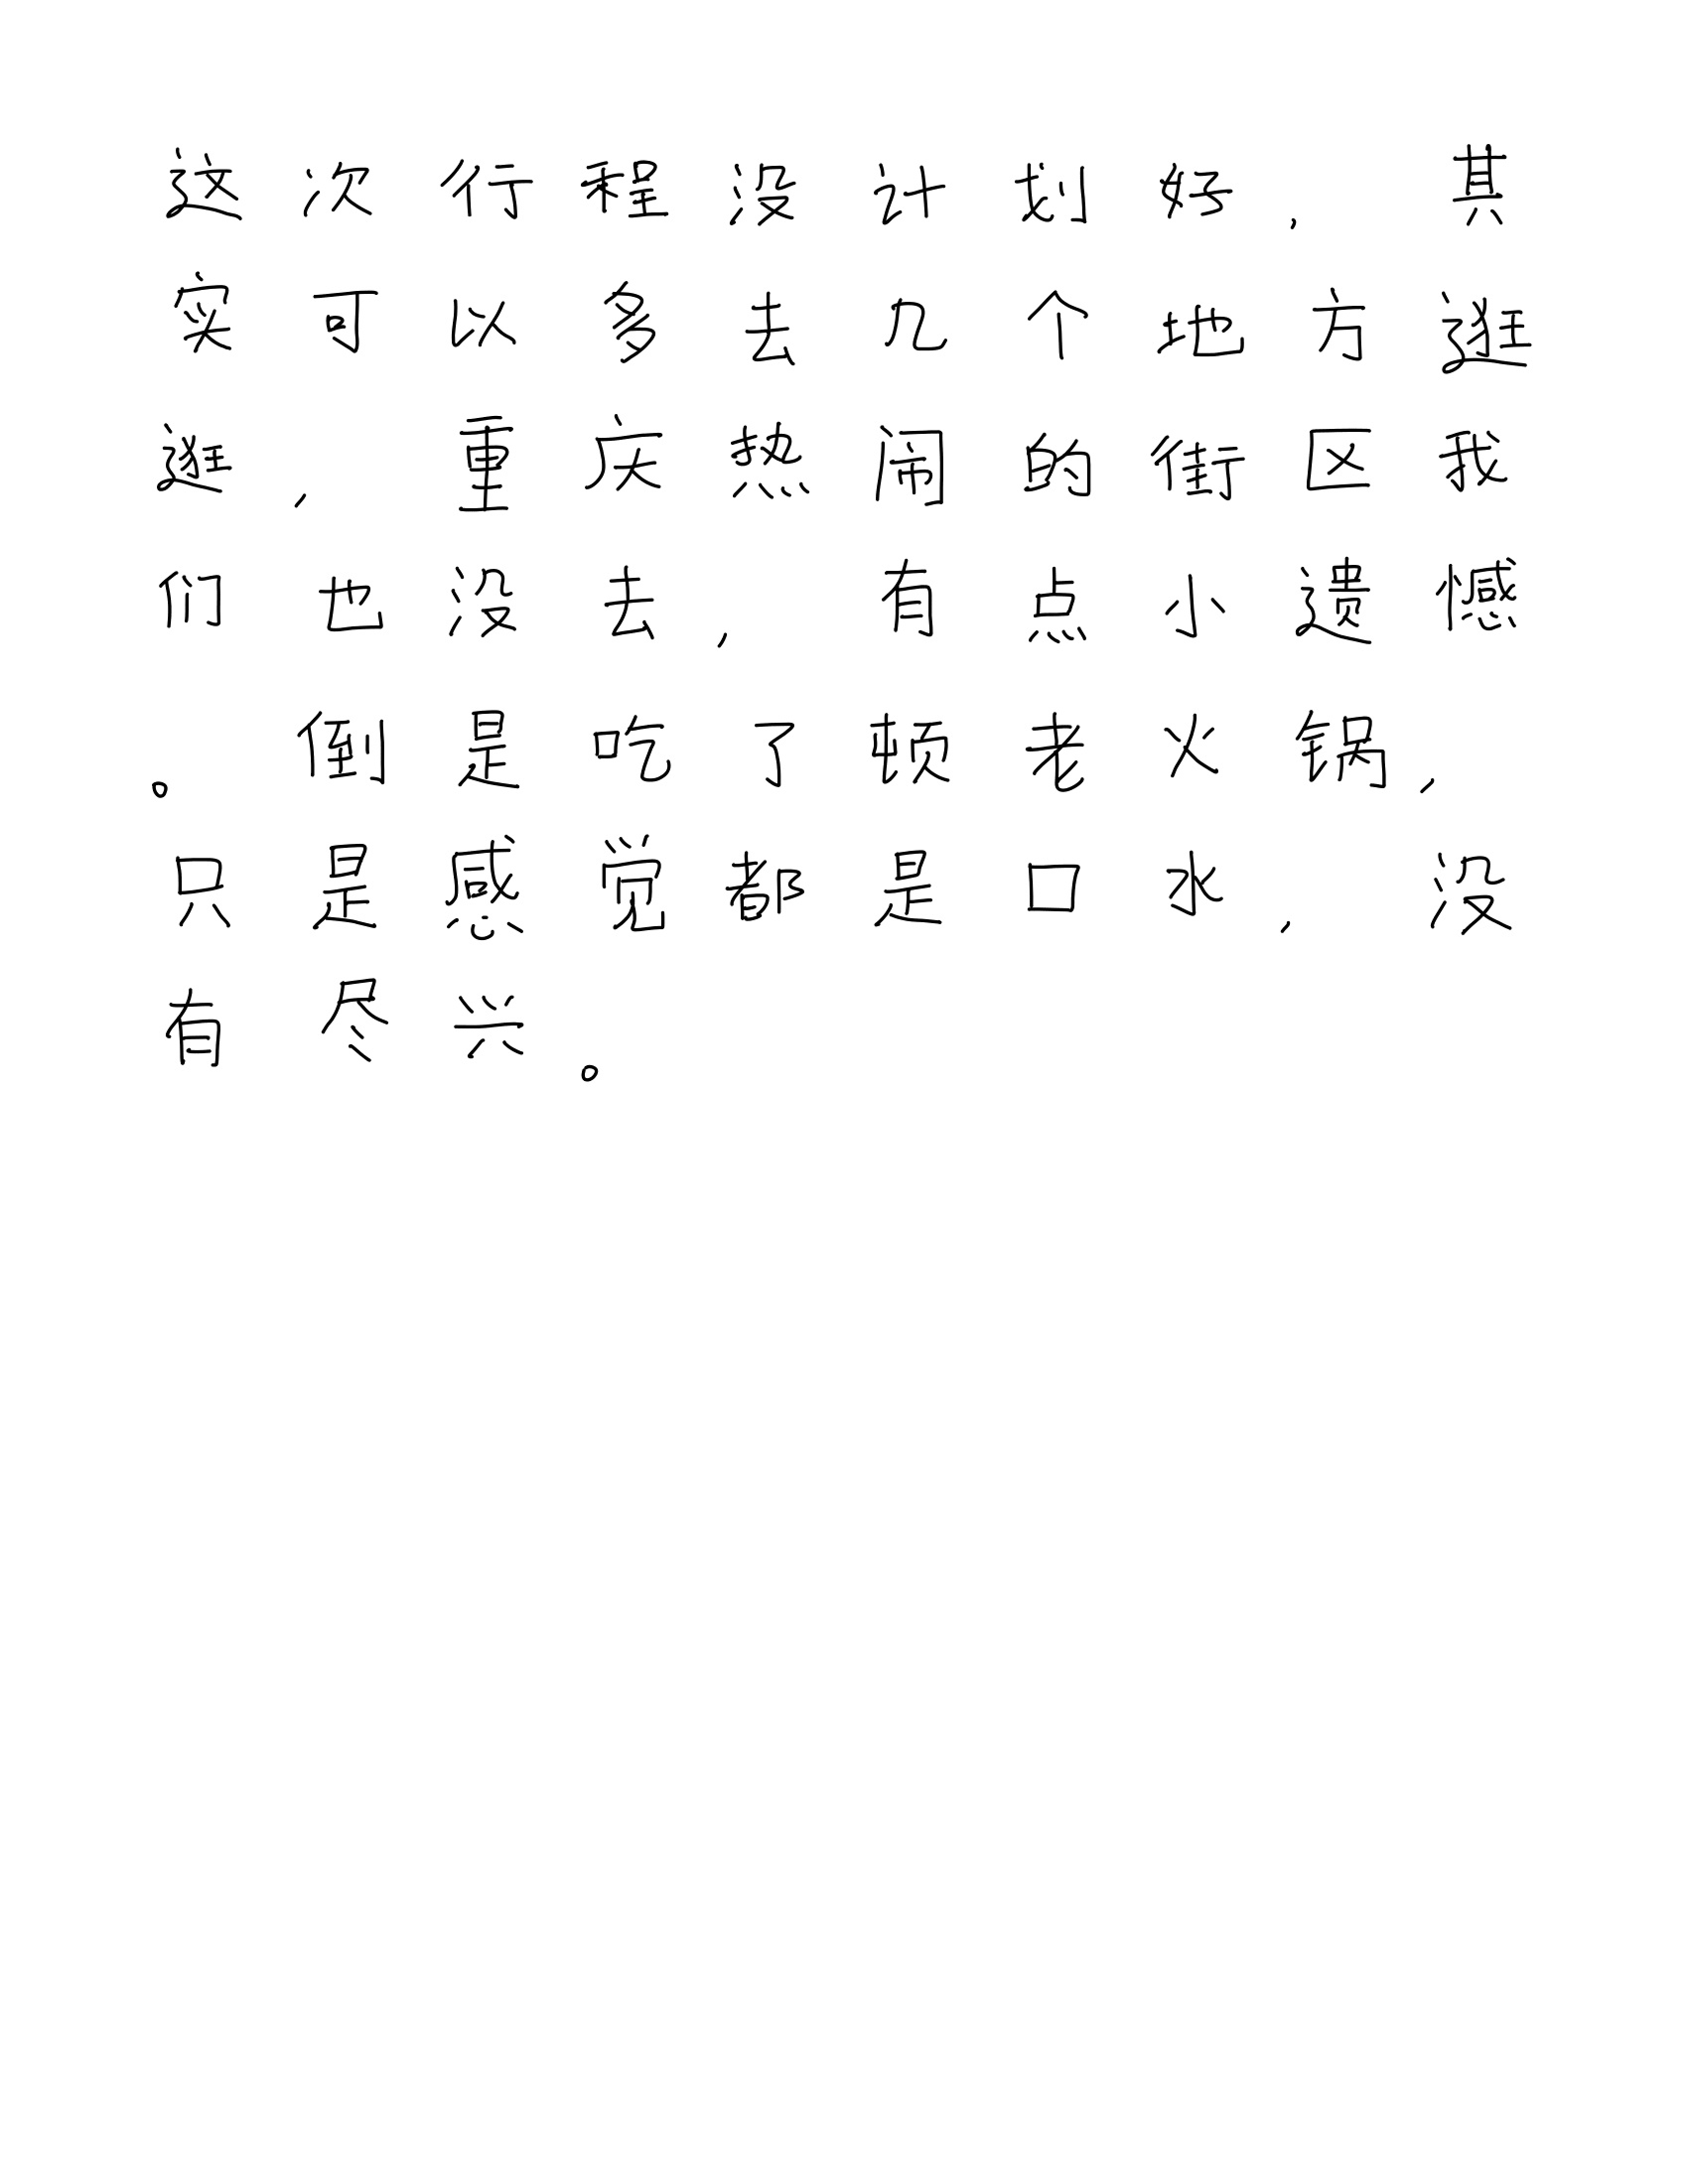 这次行程没计划好，其
实可以多去几个地方逛
逛，重庆热闹的街区我
们也没去，有点小遗憾
。倒是吃了顿老火锅，
只是感觉都是口水，没
有尽兴。